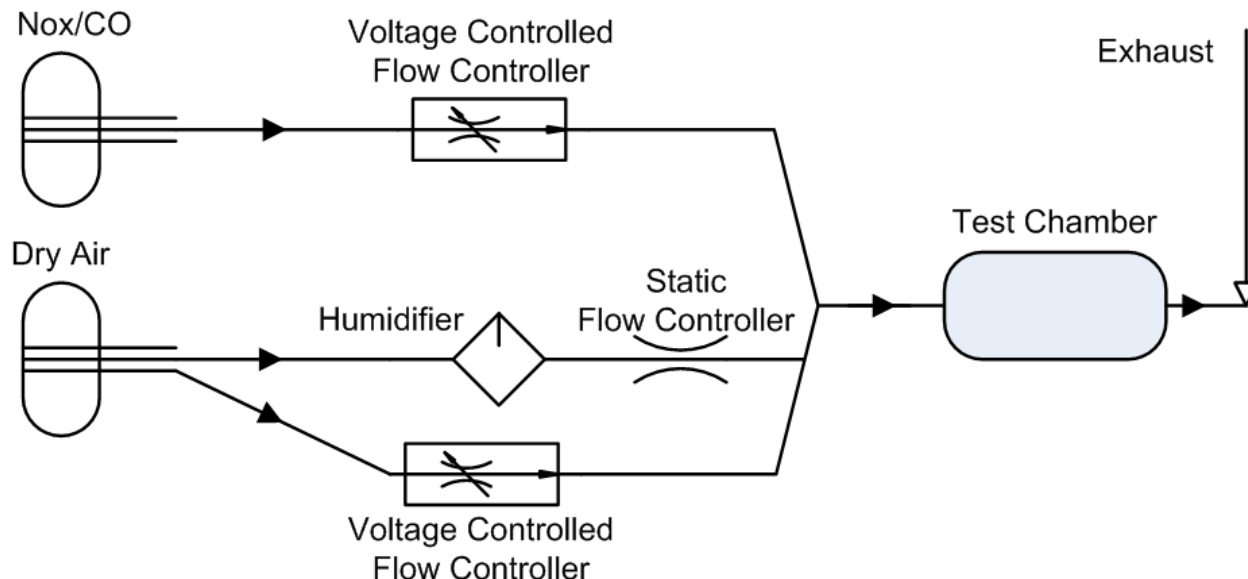 Nox/CO
Voltage Controlled
Flow Controller
Exhaust
Test Chamber
Dry Air
Humidifier
Static
Flow Controller
Voltage Controlled
Flow Controller